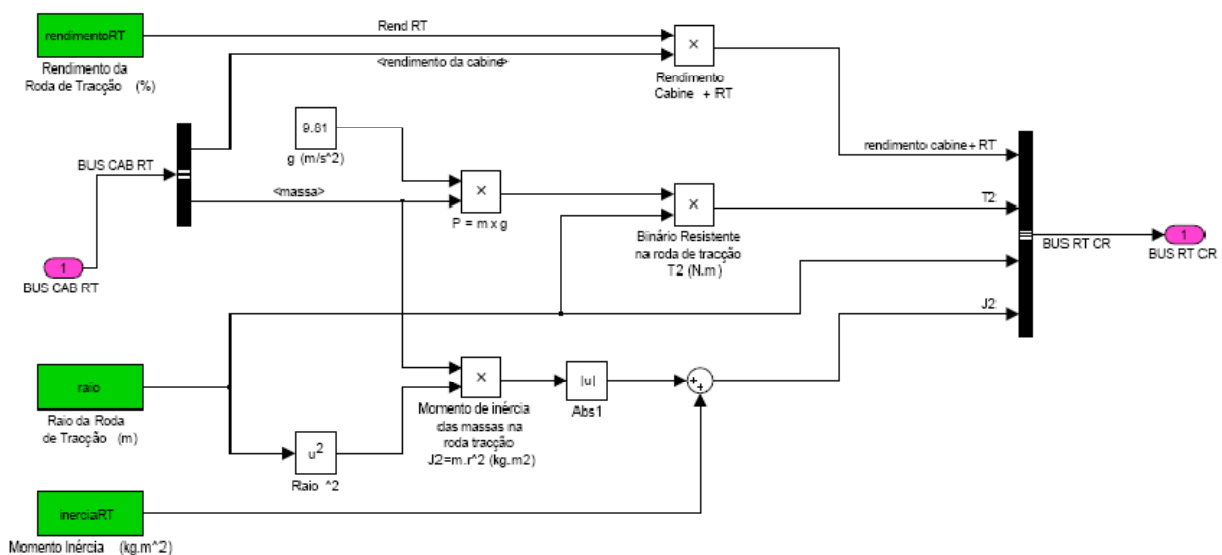 rendimentoRT
Rendimento da
Roda de Tracção (%)
Rend RT
<rendimento da cabine>
×
Rendimento
Cabine + RT
9.81
g (m/s^2)
BUS CAB RT
<massa>
×
P = m x g
×
Binário Resistente
na roda de tracção
T2 (N.m)
rendimento cabine + RT
T2
J2
BUS RT CR
1
BUS RT CR
1
BUS CAB RT
raio
Raio da Roda
de Tracção (m)
u2
Raio ^2
×
Momento de inércia
das massas na
roda tracção
J2=m.r^2 (kg.m2)
|u|
Abs1
+
+
inerciaRT
Momento Inércia (kg.m^2)